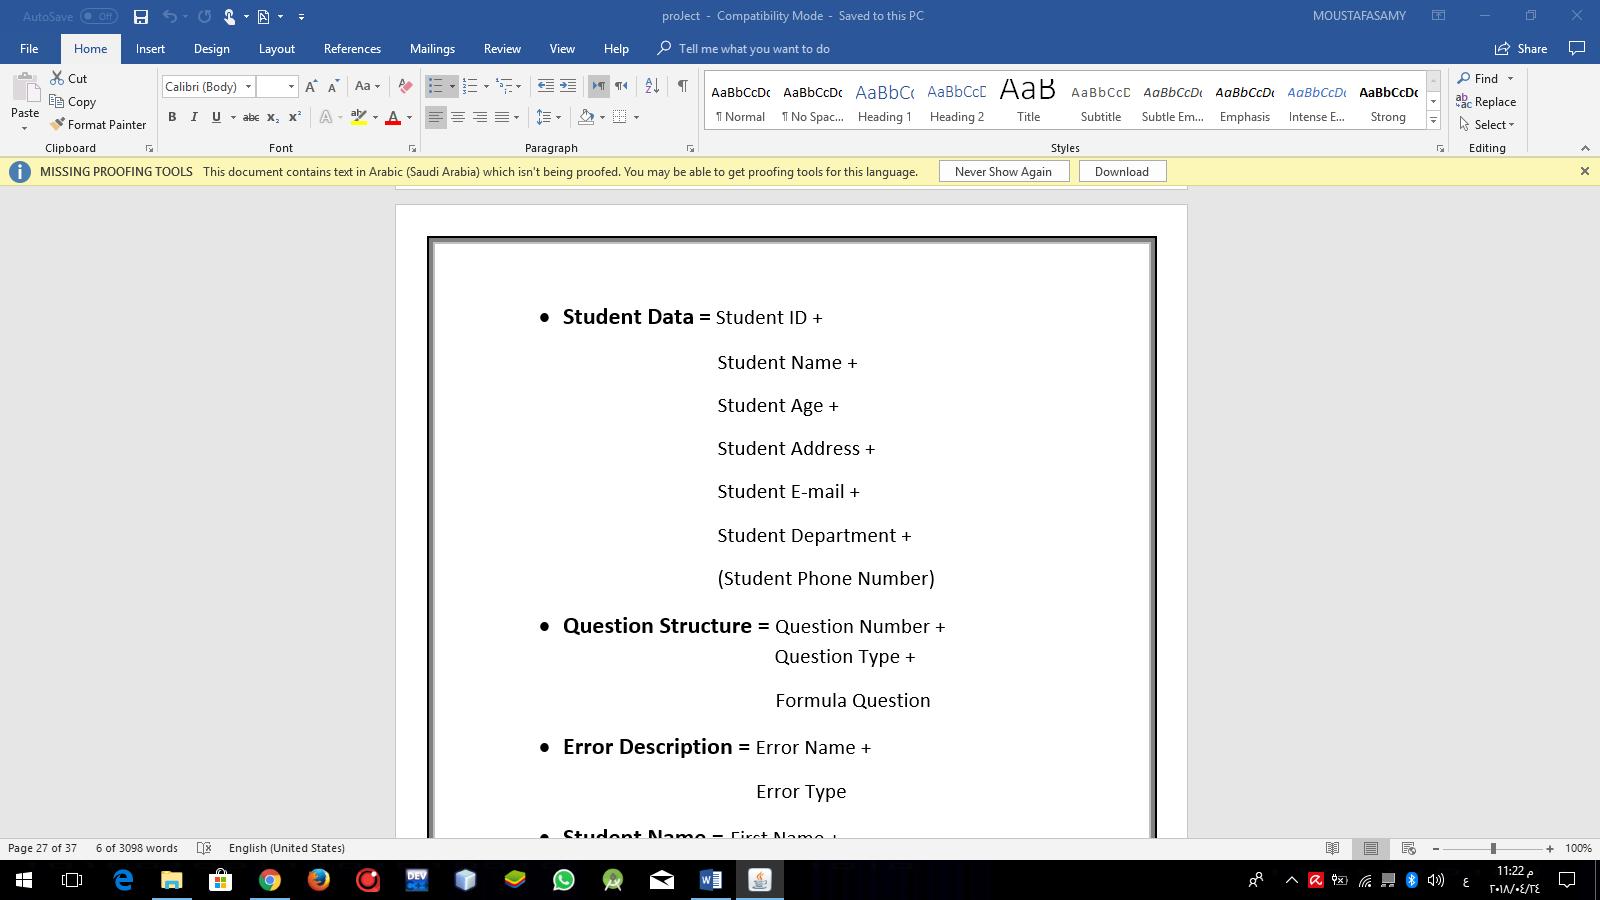 AutoSave Off
proJect - Compatibility Mode - Saved to this PC
MOUSTAFASAMY
File Home Insert Design Layout References Mailings Review View Help Tell me what you want to do Share
Cut
Copy
Format Painter
Paste
Clipboard
Calibri (Body)
Aa
B I U abc X₂ X²
Font
Paragraph
AaBbCcDc AaBbCcDc AaBbCc AaBbCcD AaB AaBbCcD AaBbCcDc AaBbCcDc AaBbCcDc AaBbCcDc
¶ Normal ¶ No Spac... Heading 1 Heading 2 Title Subtitle Subtle Em... Emphasis Intense E... Strong
Styles
Find
Replace
Select
Editing
MISSING PROOFING TOOLS This document contains text in Arabic (Saudi Arabia) which isn't being proofed. You may be able to get proofing tools for this language. Never Show Again Download
• Student Data = Student ID +
Student Name +
Student Age +
Student Address +
Student E-mail +
Student Department +
(Student Phone Number)
• Question Structure = Question Number +
Question Type +
Formula Question
• Error Description = Error Name +
Error Type
• Student Name = First Name +
Page 27 of 37 6 of 3098 words English (United States) 100%
DEV
ع
11:22 م
٢٠١٨/٠٤/٢٤